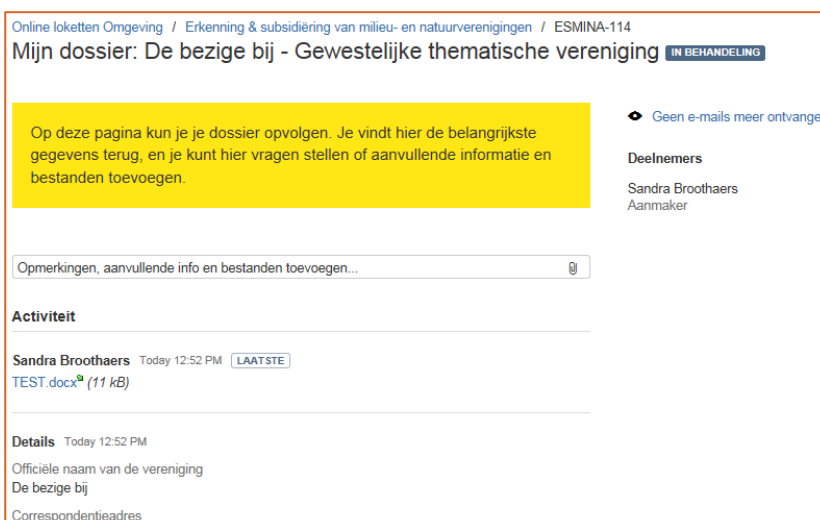 Online loketten Omgeving / Erkenning & subsidiëring van milieu- en natuurverenigingen / ESMINA-114
Mijn dossier: De bezige bij - Gewestelijke thematische vereniging IN BEHANDELING
Op deze pagina kun je je dossier opvolgen. Je vindt hier de belangrijkste
gegevens terug, en je kunt hier vragen stellen of aanvullende informatie en
bestanden toevoegen.
Geen e-mails meer ontvange
Deelnemers
Sandra Broothaers
Aanmaker
Opmerkingen, aanvullende info en bestanden toevoegen...
Activiteit
Sandra Broothaers Today 12:52 PM LAATSTE
TEST.docx (11 kB)
Details Today 12:52 PM
Officiële naam van de vereniging
De bezige bij
Correspondentieadres